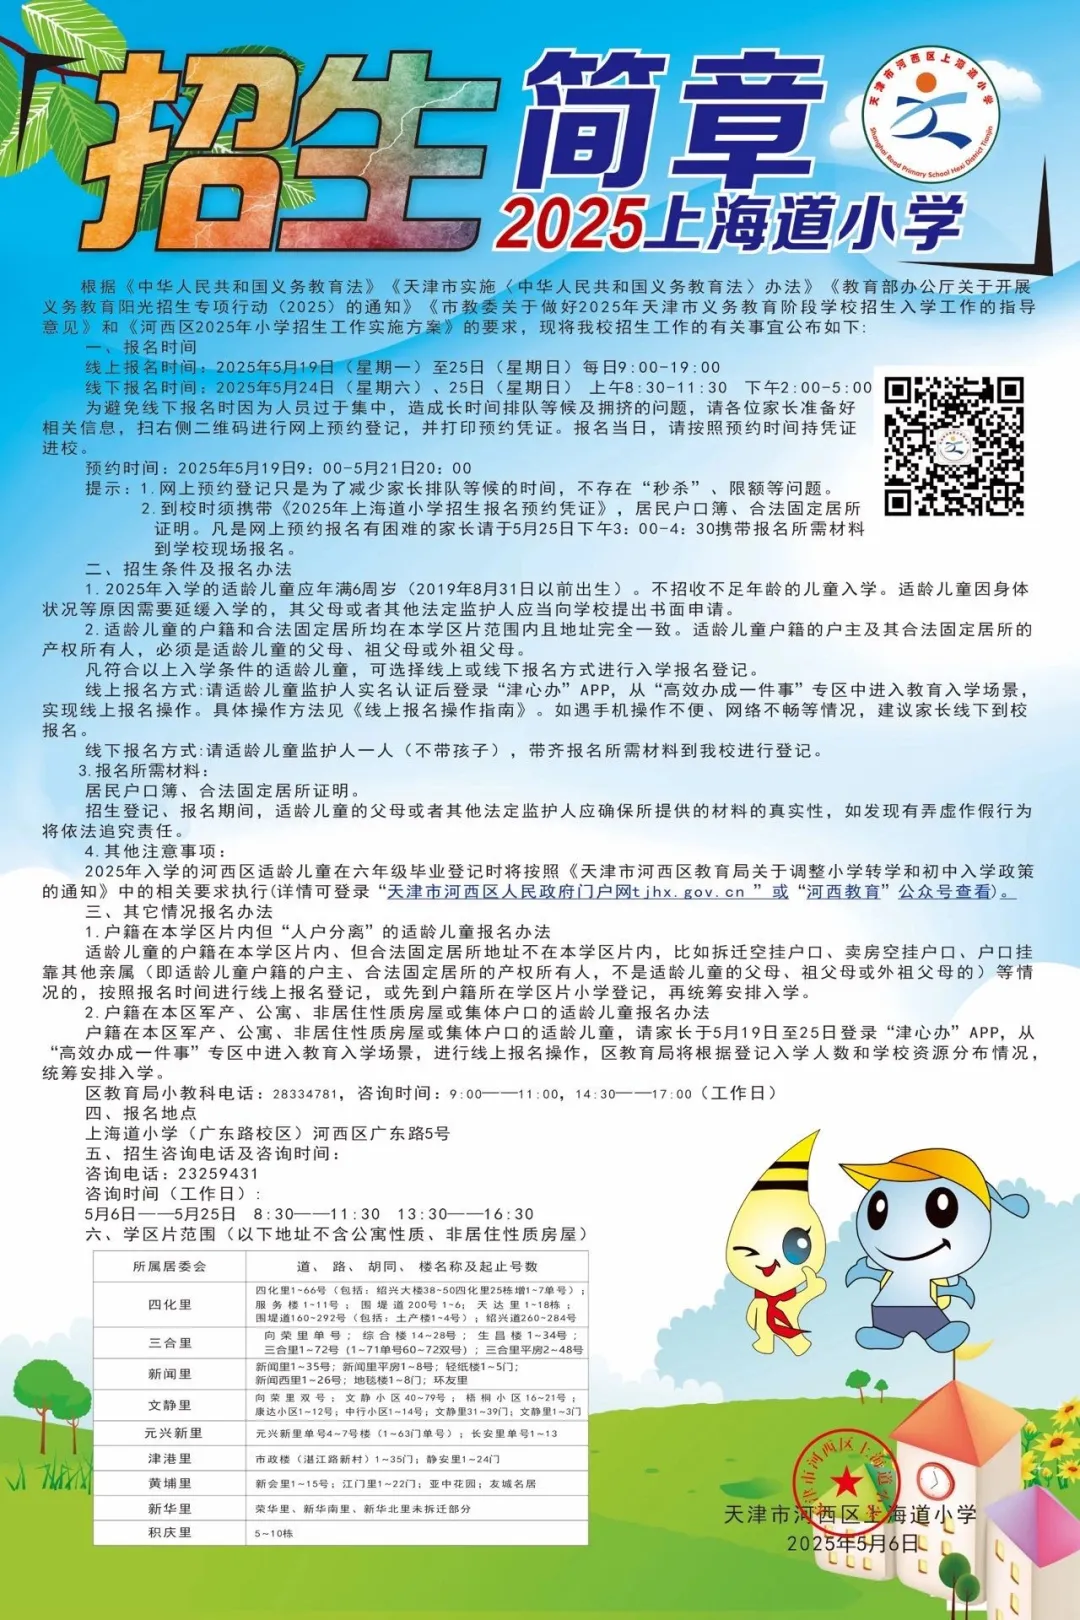 招生
简章
2025上海道小学
天津市河西区上海道小学
Shanghai Road Primary School Hexi District Tianjin
根据《中华人民共和国义务教育法》《天津市实施〈中华人民共和国义务教育法〉办法》《教育部办公厅关于开展
义务教育阳光招生专项行动（2025）的通知》《市教委关于做好2025年天津市义务教育阶段学校招生入学工作的指导
意见》和《河西区2025年小学招生工作实施方案》的要求，现将我校招生工作的有关事宜公布如下:
一、报名时间
线上报名时间：2025年5月19日（星期一）至25日（星期日）每日9:00-19:00
线下报名时间：2025年5月24日（星期六）、25日（星期日） 上午8:30-11:30 下午2:00-5:00
为避免线下报名时因为人员过于集中，造成长时间排队等候及拥挤的问题，请各位家长准备好
相关信息，扫右侧二维码进行网上预约登记，并打印预约凭证。报名当日，请按照预约时间持凭证
进校。
预约时间：2025年5月19日9：00-5月21日20：00
提示：1.网上预约登记只是为了减少家长排队等候的时间，不存在“秒杀”、限额等问题。
2.到校时须携带《2025年上海道小学招生报名预约凭证》，居民户口簿、合法固定居所
证明。凡是网上预约报名有困难的家长请于5月25日下午3：00-4：30携带报名所需材料
到学校现场报名。
二、招生条件及报名办法
1.2025年入学的适龄儿童应年满6周岁（2019年8月31日以前出生）。不招收不足年龄的儿童入学。适龄儿童因身体
状况等原因需要延缓入学的，其父母或者其他法定监护人应当向学校提出书面申请。
2.适龄儿童的户籍和合法固定居所均在本学区片范围内且地址完全一致。适龄儿童户籍的户主及其合法固定居所的
产权所有人，必须是适龄儿童的父母、祖父母或外祖父母。
凡符合以上入学条件的适龄儿童，可选择线上或线下报名方式进行入学报名登记。
线上报名方式:请适龄儿童监护人实名认证后登录“津心办”APP，从“高效办成一件事”专区中进入教育入学场景，
实现线上报名操作。具体操作方法见《线上报名操作指南》。如遇手机操作不便、网络不畅等情况，建议家长线下到校
报名。
线下报名方式:请适龄儿童监护人一人（不带孩子），带齐报名所需材料到我校进行登记。
3.报名所需材料：
居民户口簿、合法固定居所证明。
招生登记、报名期间，适龄儿童的父母或者其他法定监护人应确保所提供的材料的真实性，如发现有弄虚作假行为
将依法追究责任。
4.其他注意事项：
2025年入学的河西区适龄儿童在六年级毕业登记时将按照《天津市河西区教育局关于调整小学转学和初中入学政策
的通知》中的相关要求执行(详情可登录“天津市河西区人民政府门户网tjhx.gov.cn ”或“河西教育”公众号查看)。
三、其它情况报名办法
1.户籍在本学区片内但“人户分离”的适龄儿童报名办法
适龄儿童的户籍在本学区片内、但合法固定居所地址不在本学区片内，比如拆迁空挂户口、卖房空挂户口、户口挂
靠其他亲属（即适龄儿童户籍的户主、合法固定居所的产权所有人，不是适龄儿童的父母、祖父母或外祖父母的）等情
况的，按照报名时间进行线上报名登记，或先到户籍所在学区片小学登记，再统筹安排入学。
2.户籍在本区军产、公寓、非居住性质房屋或集体户口的适龄儿童报名办法
户籍在本区军产、公寓、非居住性质房屋或集体户口的适龄儿童，请家长于5月19日至25日登录“津心办”APP，从
“高效办成一件事”专区中进入教育入学场景，进行线上报名操作，区教育局将根据登记入学人数和学校资源分布情况，
统筹安排入学。
区教育局小教科电话：28334781，咨询时间：9:00——11:00，14:30——17:00（工作日）
四、报名地点
上海道小学（广东路校区）河西区广东路5号
五、招生咨询电话及咨询时间：
咨询电话：23259431
咨询时间（工作日）:
5月6日——5月25日 8:30——11:30 13:30——16:30
六、学区片范围（以下地址不含公寓性质、非居住性质房屋）
所属居委会 道、路、胡同、楼名称及起止号数
四化里 四化里1~66号（包括：绍兴大楼38~50四化里25栋增1~7单号）；
服务楼1~11号；围堤道200号1~6；天达里1~18栋；
围堤道160~292号（包括：土产楼1~4号）；绍兴道260~284号
三合里 向荣里单号；综合楼14~28号；生昌楼1~34号；
三合里1~72号（1~71单号60~72双号）；三合里平房2~48号
新闻里 新闻里1~35号；新闻里平房1~8号；轻纸楼1~5门；
新闻西里1~26号；地毯楼1~8门；环友里
文静里 向荣里双号；文静小区40~79号；梧桐小区16~21号；
康达小区1~12号；中行小区1~14号；文静里31~39门；文静里1~3门
元兴新里 元兴新里单号4~7号楼（1~63门单号）；长安里单号1~13
津港里 市政楼（湛江路新村）1~35门；静安里1~24门
黄埔里 新会里1~15号；江门里1~22门；亚中花园；友城名居
新华里 荣华里、新华南里、新华北里未拆迁部分
积庆里 5~10栋
天津市河西区上海道小学
天津市河西区上海道小学
2025年5月6日